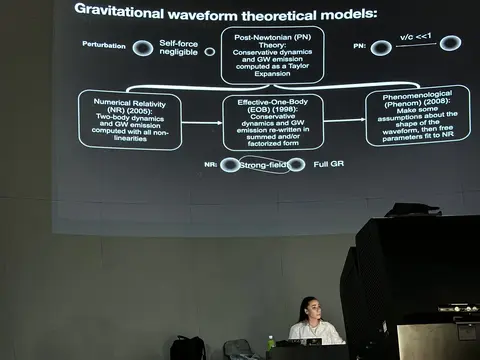 Gravitational waveform theoretical models:
Perturbation
Self-force
negligible
Post-Newtonian (PN)
Theory:
Conservative dynamics
and GW emission
computed as a Taylor
Expansion
PN:
v/c <<1
Numerical Relativity
(NR) (2005):
Two-body dynamics
and GW emission
computed with all non-
linearities
Effective-One-Body
(EOB) (1998):
Conservative
dynamics and GW
emission re-written in
summed and/or
factorized form
Phenomenological
(Phenom) (2008):
Make some
assumptions about the
shape of the
waveform, then free
parameters fit to NR
NR:
Strong-field
Full GR